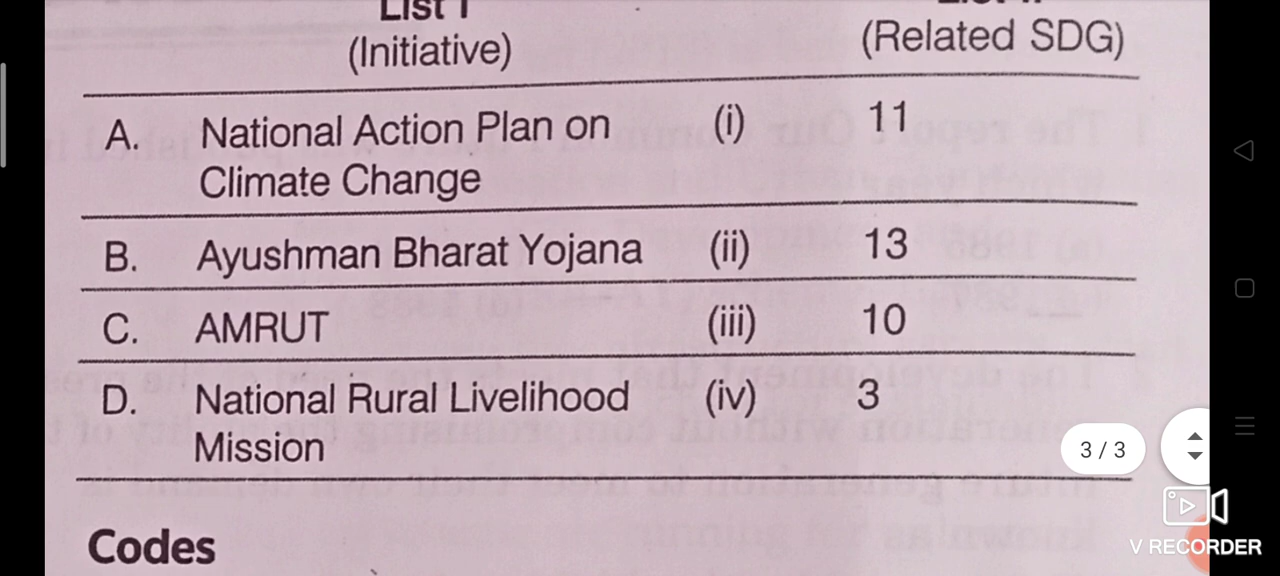 List I
(Initiative)
(Related SDG)
A. National Action Plan on (i) 11
Climate Change
B. Ayushman Bharat Yojana (ii) 13
C. AMRUT (iii) 10
D. National Rural Livelihood (iv) 3
Mission
3 / 3
Codes
V RECORDER